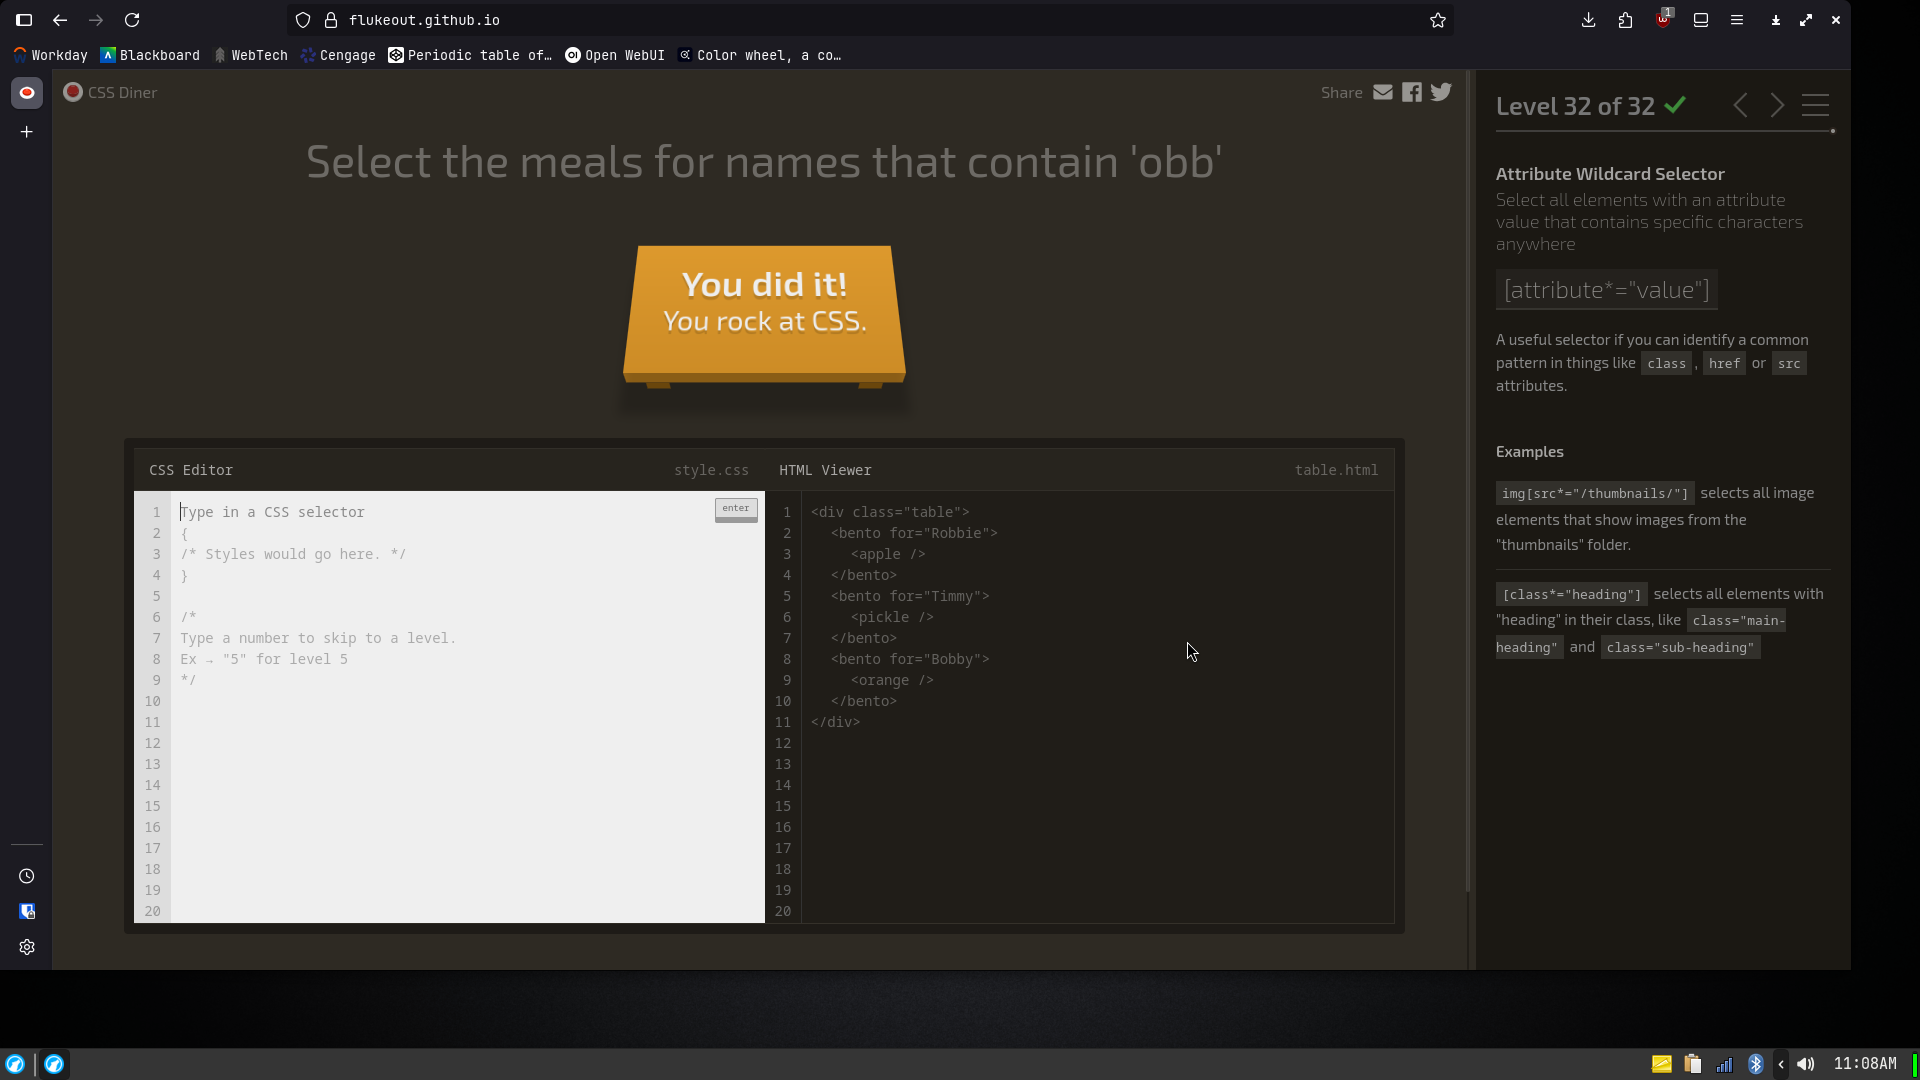 flukeout.github.io
1
Workday
Blackboard
WebTech
Cengage
Periodic table of…
Open WebUI
Color wheel, a co…
CSS Diner
Share
Select the meals for names that contain 'obb'
You did it!
You rock at CSS.
CSS Editor
style.css
HTML Viewer
table.html
1 Type in a CSS selector
enter
2 {
3 /* Styles would go here. */
4 }
5
6 /*
7 Type a number to skip to a level.
8 Ex → "5" for level 5
9 */
10
11
12
13
14
15
16
17
18
19
20
1 <div class="table">
2 <bento for="Robbie">
3 <apple />
4 </bento>
5 <bento for="Timmy">
6 <pickle />
7 </bento>
8 <bento for="Bobby">
9 <orange />
10 </bento>
11 </div>
12
13
14
15
16
17
18
19
20
Level 32 of 32
Attribute Wildcard Selector
Select all elements with an attribute
value that contains specific characters
anywhere
[attribute*="value"]
A useful selector if you can identify a common
pattern in things like class , href or src
attributes.
Examples
img[src*="/thumbnails/"] selects all image
elements that show images from the
"thumbnails" folder.
[class*="heading"] selects all elements with
"heading" in their class, like class="main-
heading" and class="sub-heading"
11:08AM